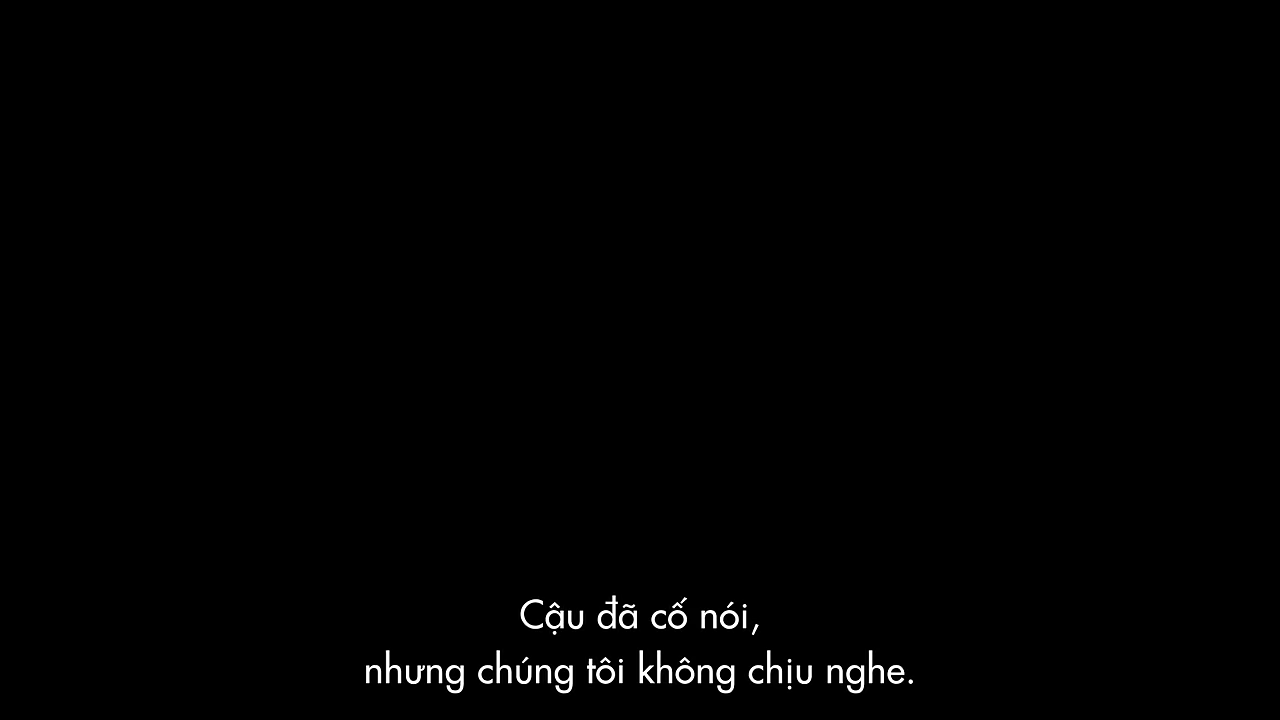 Cậu đã cố nói,
nhưng chúng tôi không chịu nghe.